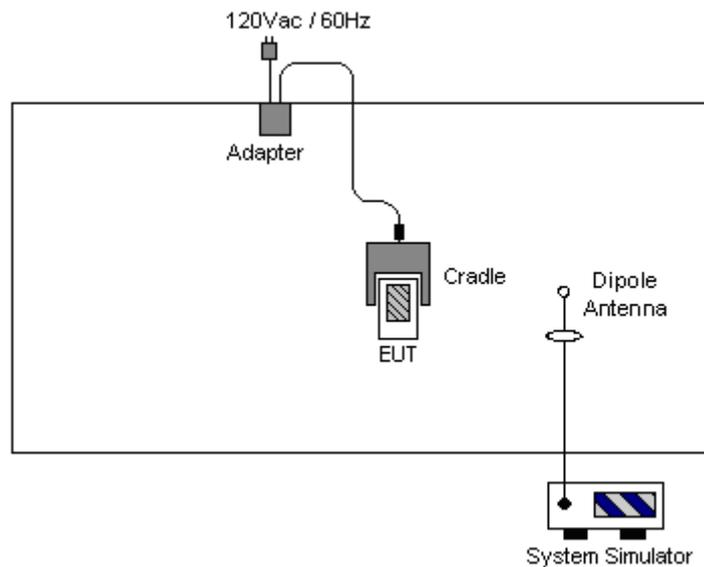 120Vac / 60Hz
Adapter
Cradle
EUT
Dipole
Antenna
System Simulator